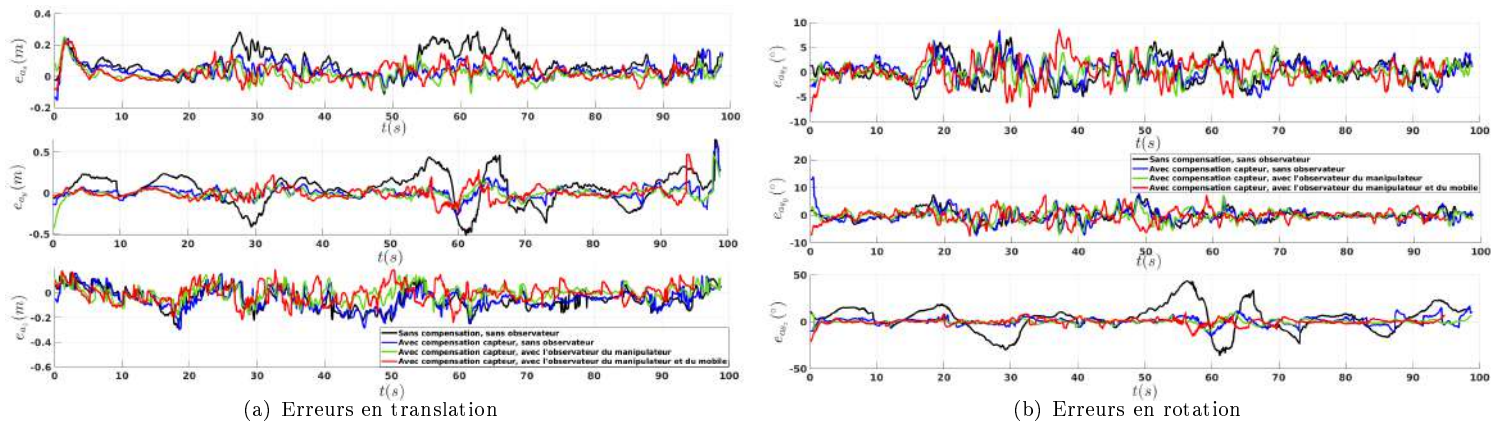 0.4
0.2
0
-0.2
e_{a_x}(m)
0 10 20 30 40 50 60 70 80 90 100
t(s)
0.5
0
-0.5
e_{a_y}(m)
0 10 20 30 40 50 60 70 80 90 100
0
-0.2
-0.4
-0.6
e_{a_z}(m)
Sans compensation, sans observateur
Avec compensation capteur, sans observateur
Avec compensation capteur, avec l'observateur du manipulateur
Avec compensation capteur, avec l'observateur du manipulateur et du mobile
0 10 20 30 40 50 60 70 80 90 100
t(s)
(a) Erreurs en translation
10
5
0
-5
-10
(°)
0 10 20 30 40 50 60 70 80 90 100
t(s)
20
10
0
-10
(°)
Sans compensation, sans observateur
Avec compensation capteur, sans observateur
Avec compensation capteur, avec l'observateur du manipulateur
Avec compensation capteur, avec l'observateur du manipulateur et du mobile
0 10 20 30 40 50 60 70 80 90 100
50
0
-50
(°)
0 10 20 30 40 50 60 70 80 90 100
t(s)
(b) Erreurs en rotation